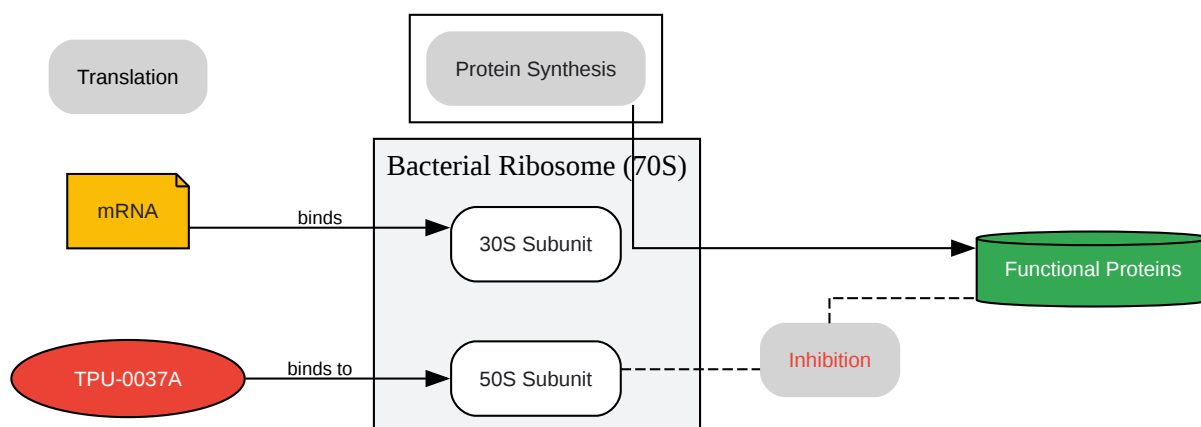 Translation
Protein Synthesis
Bacterial Ribosome (70S)
mRNA
binds
30S Subunit
Functional Proteins
TPU-0037A
binds to
50S Subunit
Inhibition